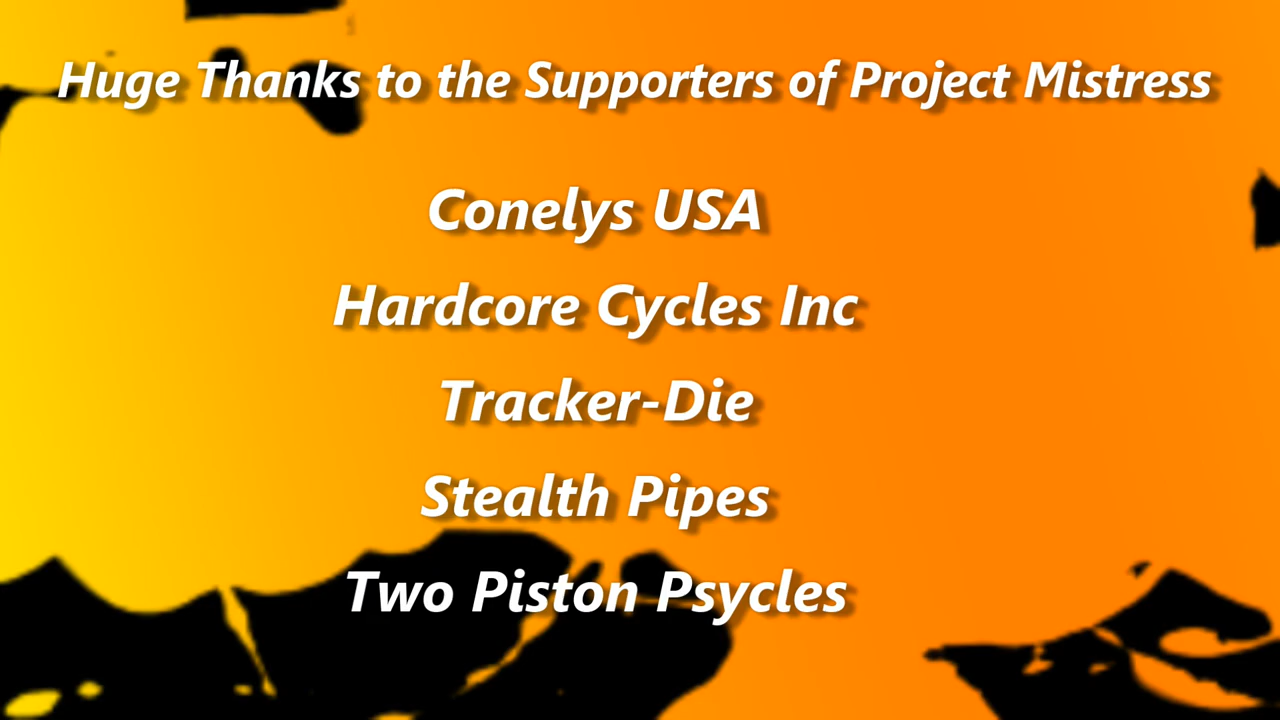 Huge Thanks to the Supporters of Project Mistress
Conelys USA
Hardcore Cycles Inc
Tracker-Die
Stealth Pipes
Two Piston Psycles